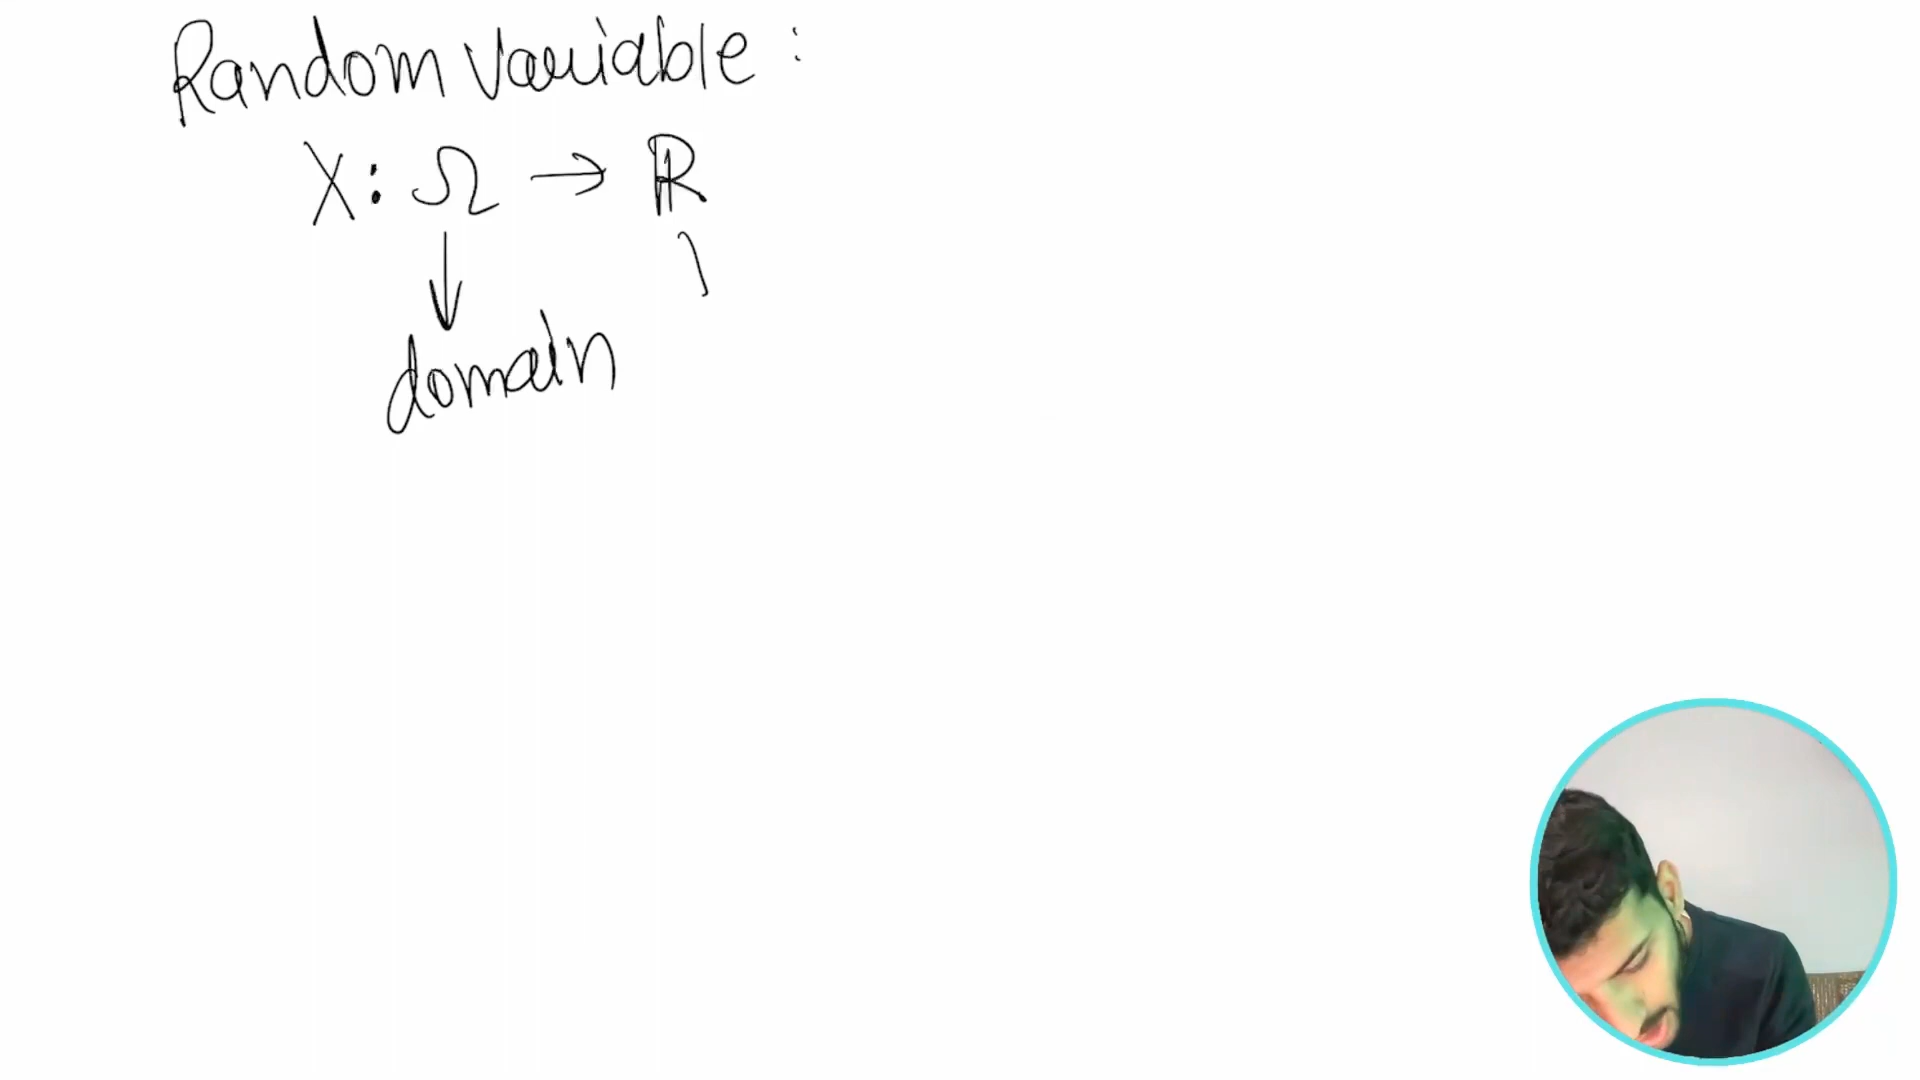 Random variable :
X : Ω → ℝ
domain